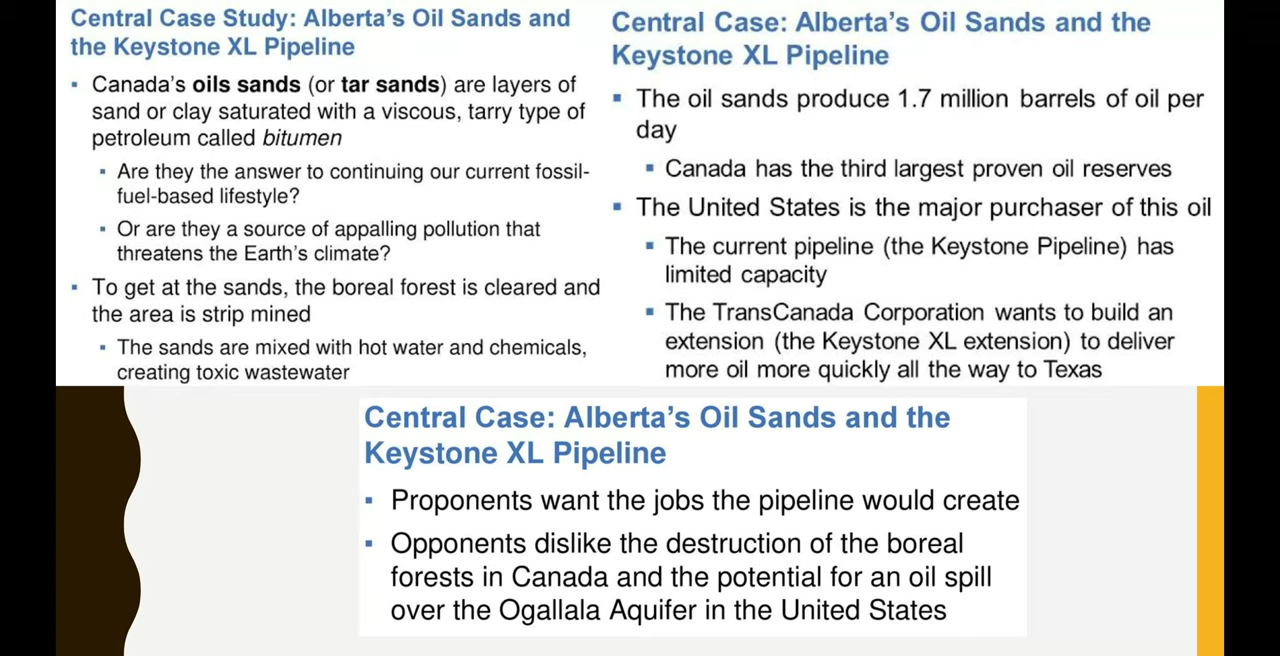 Central Case Study: Alberta's Oil Sands and
the Keystone XL Pipeline
▪ Canada's oils sands (or tar sands) are layers of
sand or clay saturated with a viscous, tarry type of
petroleum called bitumen
▪ Are they the answer to continuing our current fossil-
fuel-based lifestyle?
▪ Or are they a source of appalling pollution that
threatens the Earth's climate?
▪ To get at the sands, the boreal forest is cleared and
the area is strip mined
▪ The sands are mixed with hot water and chemicals,
creating toxic wastewater
Central Case: Alberta's Oil Sands and the
Keystone XL Pipeline
▪ The oil sands produce 1.7 million barrels of oil per
day
▪ Canada has the third largest proven oil reserves
▪ The United States is the major purchaser of this oil
▪ The current pipeline (the Keystone Pipeline) has
limited capacity
▪ The TransCanada Corporation wants to build an
extension (the Keystone XL extension) to deliver
more oil more quickly all the way to Texas
Central Case: Alberta's Oil Sands and the
Keystone XL Pipeline
▪ Proponents want the jobs the pipeline would create
▪ Opponents dislike the destruction of the boreal
forests in Canada and the potential for an oil spill
over the Ogallala Aquifer in the United States